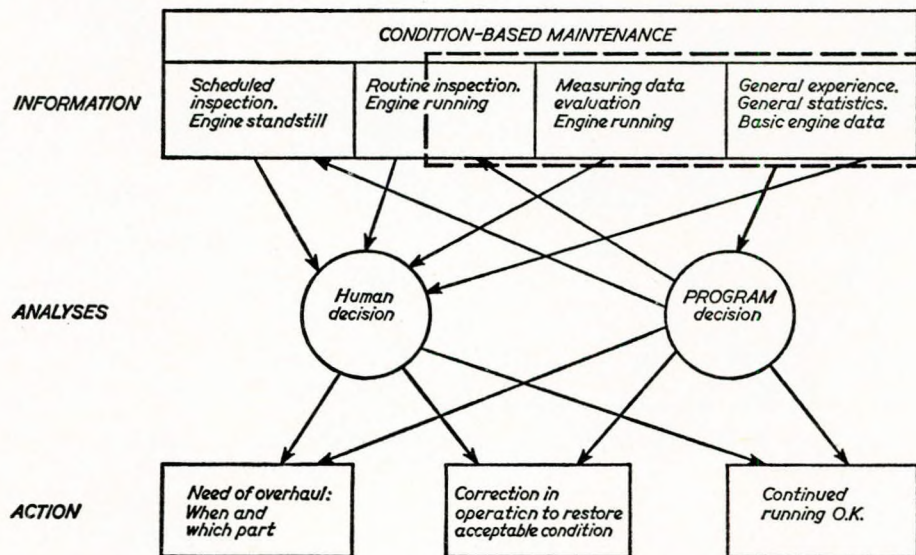 CONDITION-BASED MAINTENANCE
INFORMATION
Scheduled
inspection.
Engine standstill
Routine inspection.
Engine running
Measuring data
evaluation
Engine running
General experience.
General statistics.
Basic engine data
ANALYSES
Human
decision
PROGRAM
decision
ACTION
Need of overhaul:
When and
which part
Correction in
operation to restore
acceptable condition
Continued
running O.K.